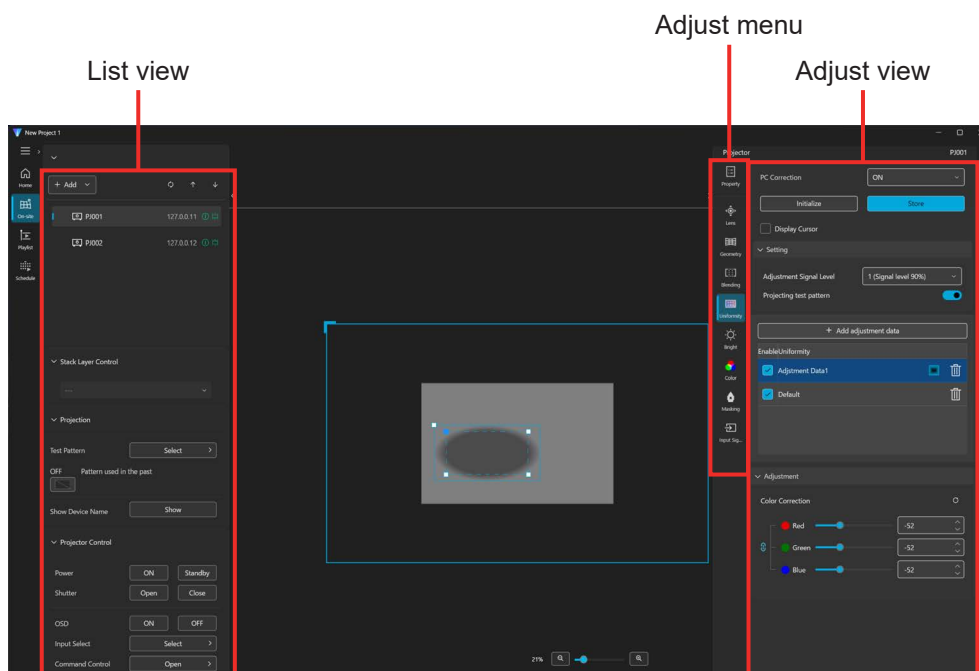 Adjust menu
List view
Adjust view
New Project 1
Projector
PJ001
Home
On-site
Playlist
Schedule
+ Add
PJ001
127.0.0.11
PJ002
127.0.0.12
Stack Layer Control
---
Projection
Test Pattern
Select
OFF
Pattern used in the past
Show Device Name
Show
Projector Control
Power
ON
Standby
Shutter
Open
Close
OSD
ON
OFF
Input Select
Select
Command Control
Open
21%
Property
Lens
Geometry
Blending
Uniformity
Bright
Color
Masking
Input Sig...
PC Correction
ON
Initialize
Store
Display Cursor
Setting
Adjustment Signal Level
1 (Signal level 90%)
Projecting test pattern
+ Add adjustment data
EnableUniformity
Adjstment Data1
Default
Adjustment
Color Correction
Red
-52
Green
-52
Blue
-52